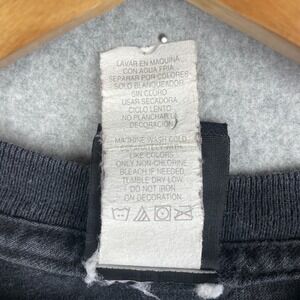 LAVAR EN MAQUINA
CON AGUA FRIA
SEPARAR POR COLORES
SOLO BLANQUEADOR
SIN CLORO
USAR SECADORA
CICLO LENTO
NO PLANCHAR LA
DECORACION
MACHINE WASH COLD
SEPARATELY WITH
LIKE COLORS
ONLY NON-CHLORINE
BLEACH IF NEEDED
TUMBLE DRY LOW
DO NOT IRON
ON DECORATION